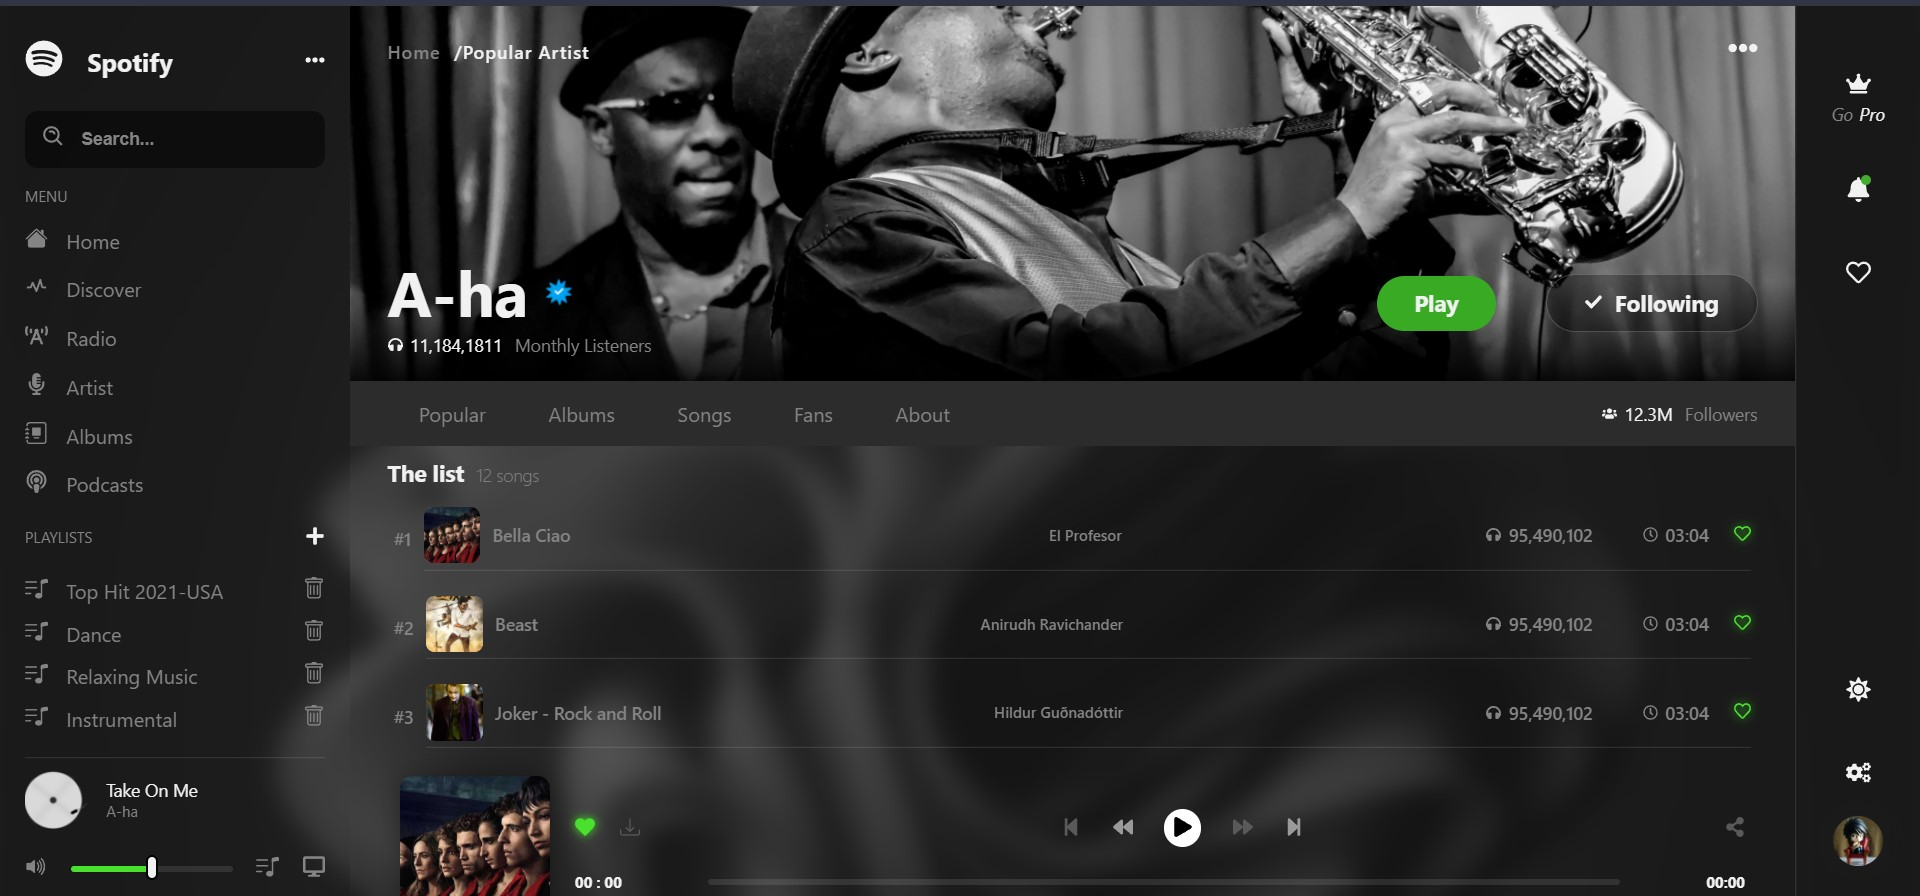 Spotify
Search...
MENU
Home
Discover
Radio
Artist
Albums
Podcasts
PLAYLISTS
Top Hit 2021-USA
Dance
Relaxing Music
Instrumental
Take On Me
A-ha
Home /Popular Artist
A-ha
11,184,1811 Monthly Listeners
Play
Following
Popular Albums Songs Fans About
12.3M Followers
The list 12 songs
#1 Bella Ciao El Profesor 95,490,102 03:04
#2 Beast Anirudh Ravichander 95,490,102 03:04
#3 Joker - Rock and Roll Hildur Guðnadóttir 95,490,102 03:04
00 : 00 00:00
Go Pro